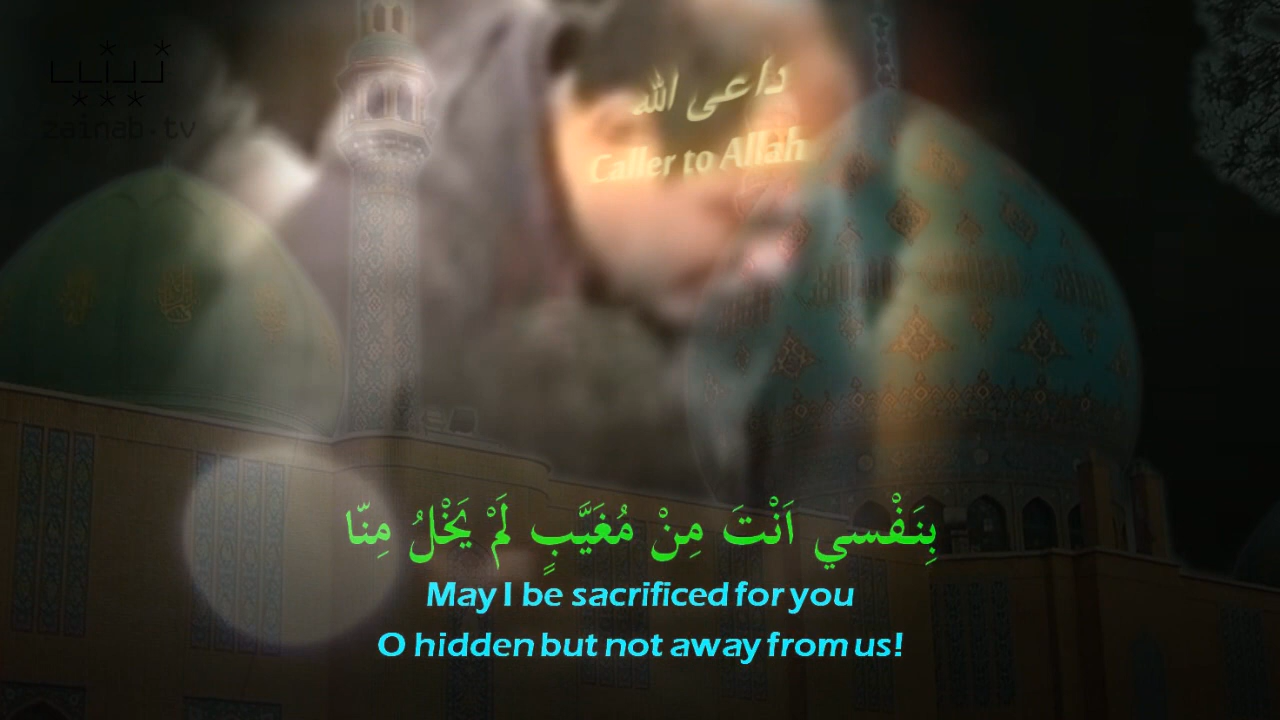 zainab.tv
داعی الله
Caller to Allah
بِنَفْسي اَنْتَ مِنْ مُغَيَّبٍ لَمْ يَخْلُ مِنّا
May I be sacrificed for you
O hidden but not away from us!